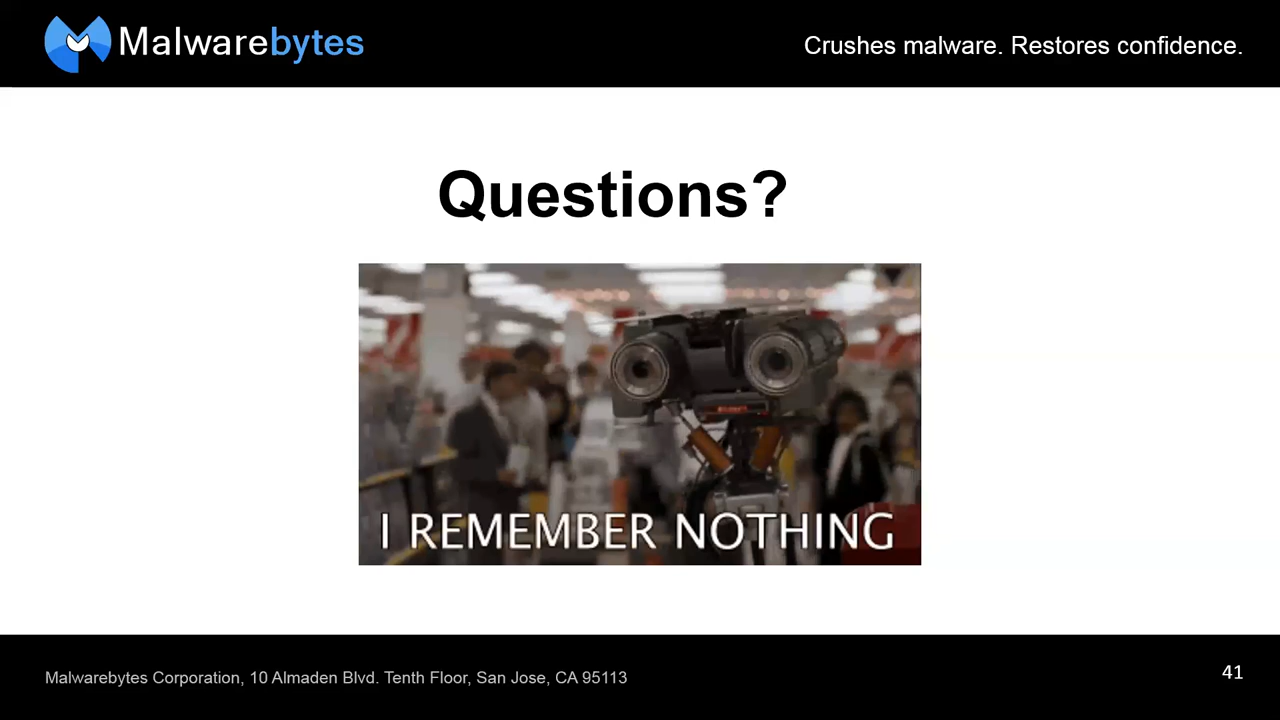 Malwarebytes
Crushes malware. Restores confidence.
Questions?
I REMEMBER NOTHING
Malwarebytes Corporation, 10 Almaden Blvd. Tenth Floor, San Jose, CA 95113
41